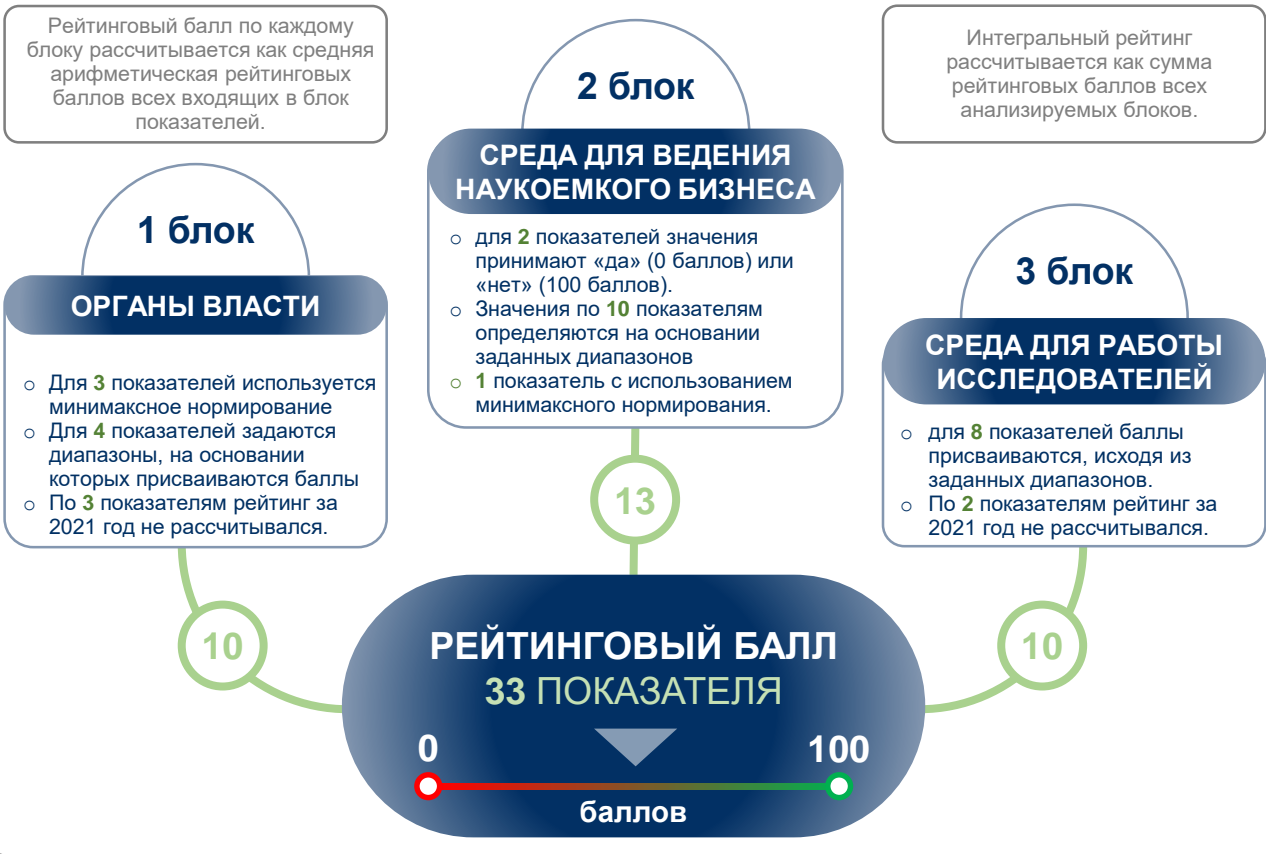 Рейтинговый балл по каждому
блоку рассчитывается как средняя
арифметическая рейтинговых
баллов всех входящих в блок
показателей.
Интегральный рейтинг
рассчитывается как сумма
рейтинговых баллов всех
анализируемых блоков.
1 блок
ОРГАНЫ ВЛАСТИ
o Для 3 показателей используется
минимаксное нормирование
o Для 4 показателей задаются
диапазоны, на основании
которых присваиваются баллы
o По 3 показателям рейтинг за
2021 год не рассчитывался.
10
2 блок
СРЕДА ДЛЯ ВЕДЕНИЯ
НАУКОЕМКОГО БИЗНЕСА
o для 2 показателей значения
принимают «да» (0 баллов) или
«нет» (100 баллов).
o Значения по 10 показателям
определяются на основании
заданных диапазонов
o 1 показатель с использованием
минимаксного нормирования.
13
3 блок
СРЕДА ДЛЯ РАБОТЫ
ИССЛЕДОВАТЕЛЕЙ
o для 8 показателей баллы
присваиваются, исходя из
заданных диапазонов.
o По 2 показателям рейтинг за
2021 год не рассчитывался.
10
РЕЙТИНГОВЫЙ БАЛЛ
33 ПОКАЗАТЕЛЯ
0 100
баллов